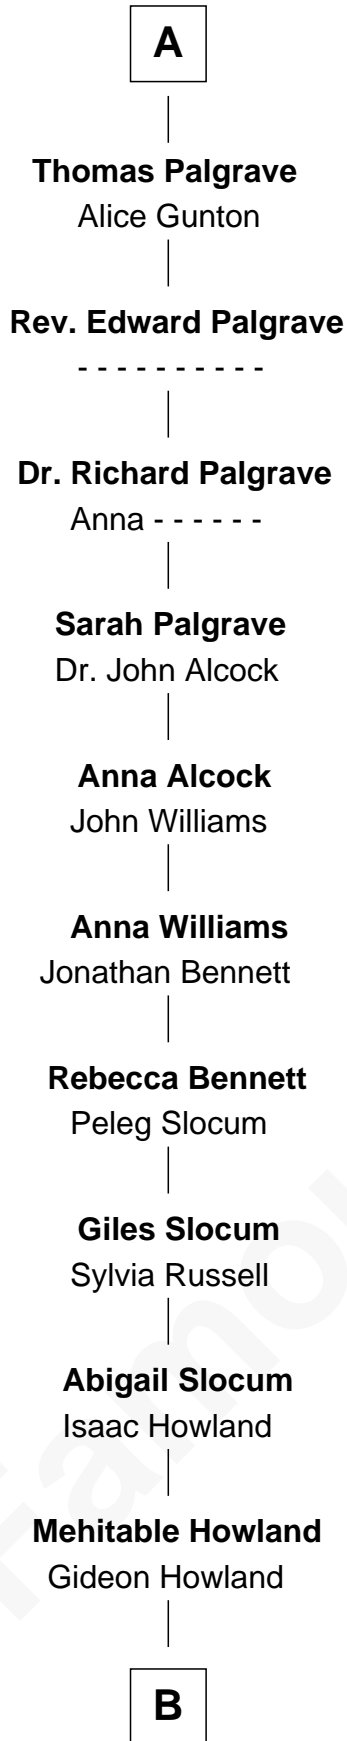 A
Thomas Palgrave
Alice Gunton
Rev. Edward Palgrave
- - - - - - - - - -
Dr. Richard Palgrave
Anna - - - - - -
Sarah Palgrave
Dr. John Alcock
Anna Alcock
John Williams
Anna Williams
Jonathan Bennett
Rebecca Bennett
Peleg Slocum
Giles Slocum
Sylvia Russell
Abigail Slocum
Isaac Howland
Mehitable Howland
Gideon Howland
B
Famou